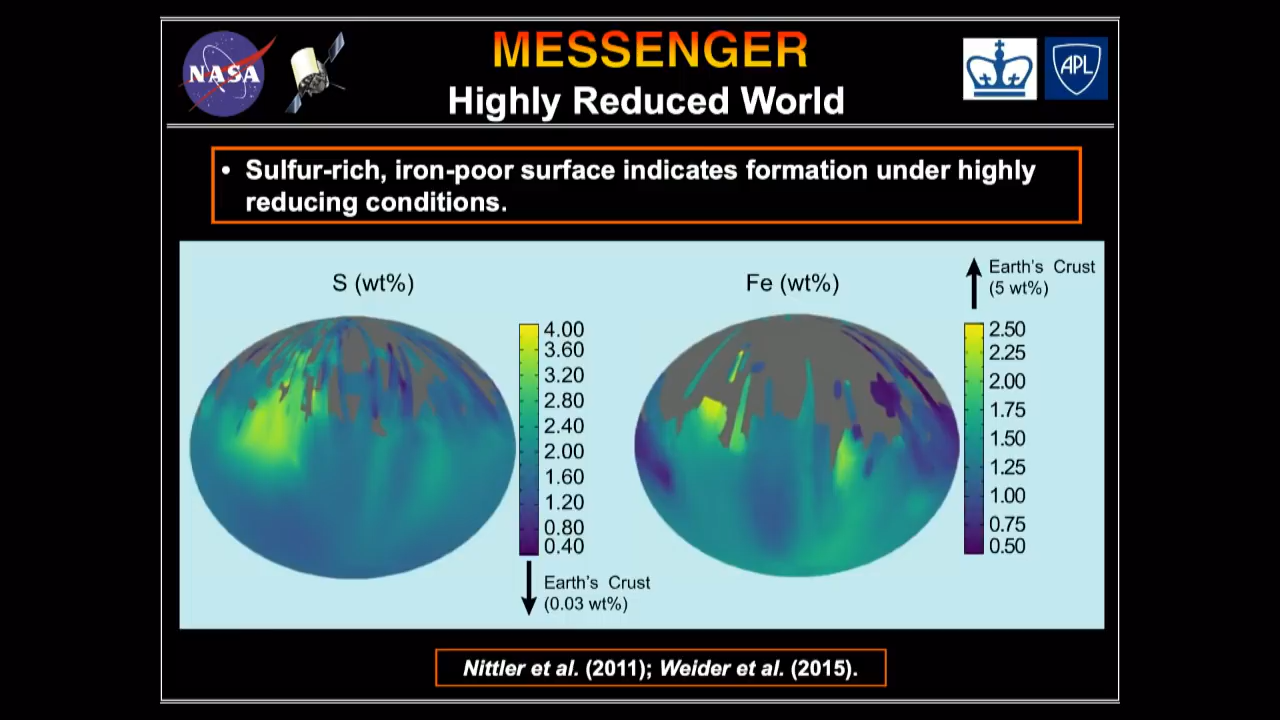 NASA
MESSENGER
Highly Reduced World
APL
• Sulfur-rich, iron-poor surface indicates formation under highly
reducing conditions.
S (wt%)
4.00
3.60
3.20
2.80
2.40
2.00
1.60
1.20
0.80
0.40
Earth's Crust
(0.03 wt%)
Fe (wt%)
Earth's Crust
(5 wt%)
2.50
2.25
2.00
1.75
1.50
1.25
1.00
0.75
0.50
Nittler et al. (2011); Weider et al. (2015).